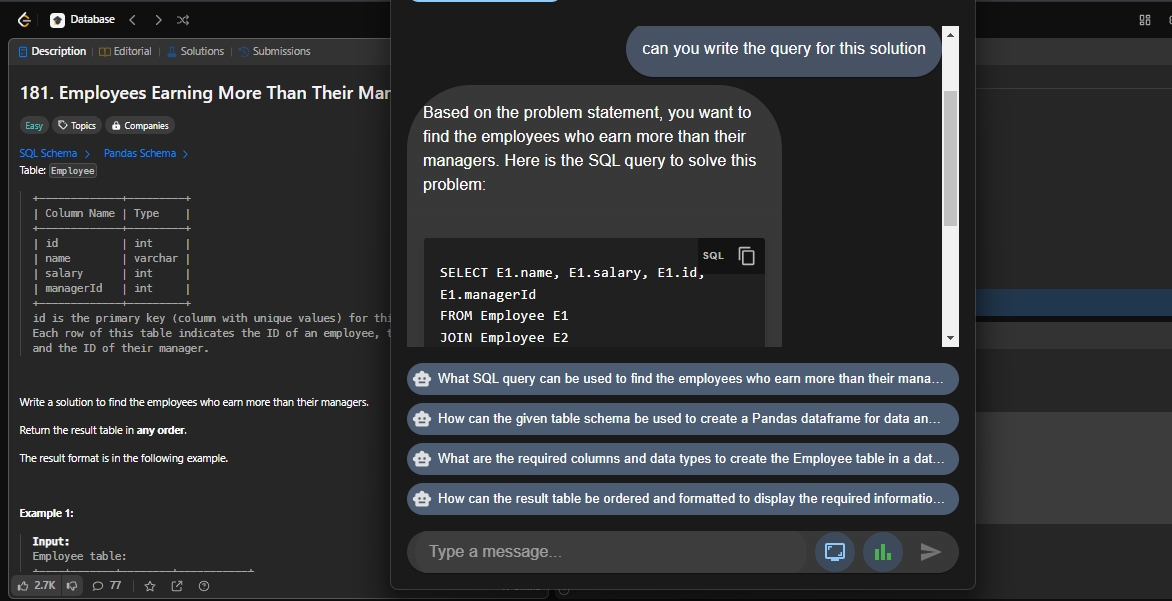 Database
Description | Editorial | Solutions | Submissions
181. Employees Earning More Than Their Mar
Easy Topics Companies
SQL Schema > Pandas Schema >
Table: Employee
+-------------+---------+
| Column Name | Type    |
+-------------+---------+
| id          | int     |
| name        | varchar |
| salary      | int     |
| managerId   | int     |
+-------------+---------+
id is the primary key (column with unique values) for thi
Each row of this table indicates the ID of an employee, t
and the ID of their manager.
Write a solution to find the employees who earn more than their managers.
Return the result table in any order.
The result format is in the following example.
Example 1:
Input:
Employee table:
2.7K 77
can you write the query for this solution
Based on the problem statement, you want to
find the employees who earn more than their
managers. Here is the SQL query to solve this
problem:
SQL
SELECT E1.name, E1.salary, E1.id,
E1.managerId
FROM Employee E1
JOIN Employee E2
What SQL query can be used to find the employees who earn more than their mana...
How can the given table schema be used to create a Pandas dataframe for data an...
What are the required columns and data types to create the Employee table in a dat...
How can the result table be ordered and formatted to display the required informatio...
Type a message...